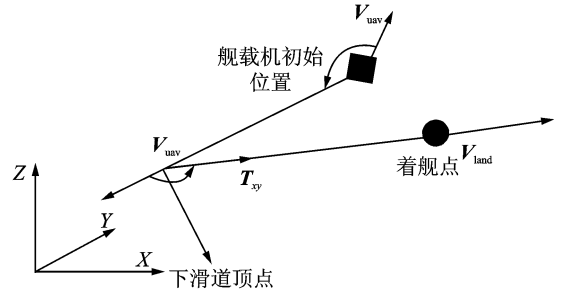 V_uav
舰载机初始
位置
V_uav
着舰点
V_land
T_xy
Z
Y
X
下滑道顶点